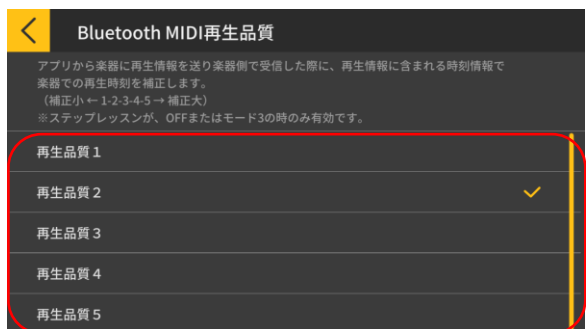 Bluetooth MIDI再生品質
アプリから楽器に再生情報を送り楽器側で受信した際に、再生情報に含まれる時刻情報で
楽器での再生時刻を補正します。
（補正小 ← 1-2-3-4-5 → 補正大）
※ステップレッスンが、OFFまたはモード3の時のみ有効です。
再生品質１
再生品質２
再生品質３
再生品質４
再生品質５